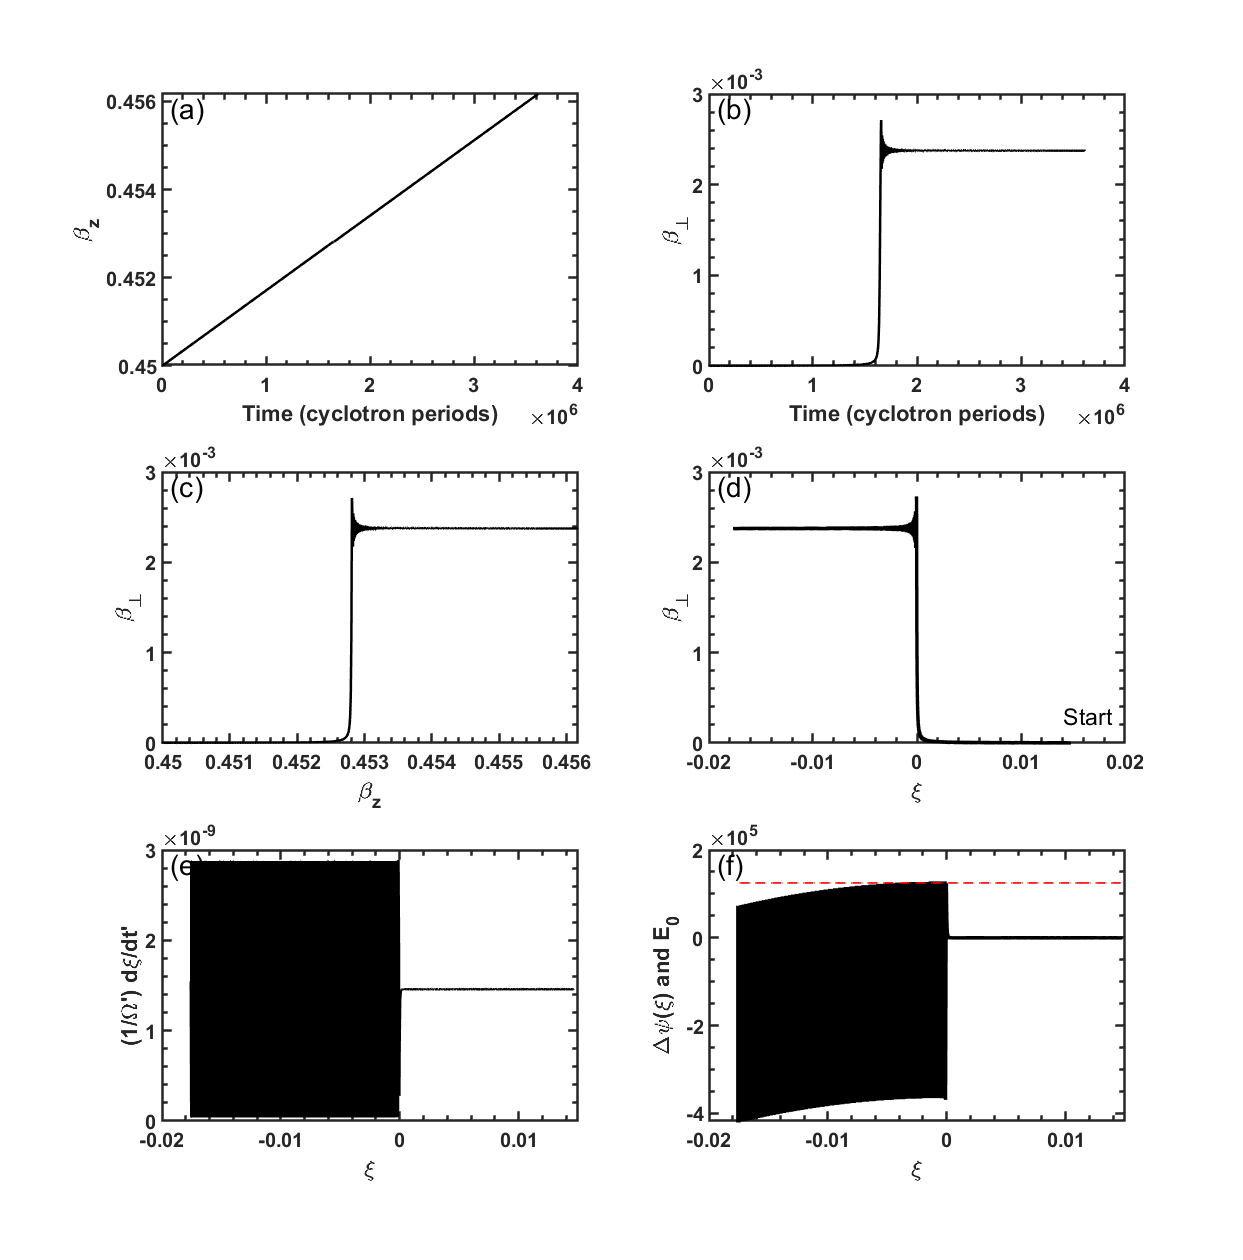 (a)
0.456
0.454
0.452
0.45
β_z
0 1 2 3 4
Time (cyclotron periods) ×10^6
×10^-3
(b)
3
2
1
0
β_⊥
0 1 2 3 4
Time (cyclotron periods) ×10^6
×10^-3
(c)
3
2
1
0
β_⊥
0.45 0.451 0.452 0.453 0.454 0.455 0.456
β_z
×10^-3
(d)
3
2
1
0
β_⊥
Start
-0.02 -0.01 0 0.01 0.02
ξ
×10^-9
(e)
3
2
1
0
(1/Ω') dξ/dt'
-0.02 -0.01 0 0.01
ξ
×10^5
(f)
2
0
-2
-4
Δψ(ξ) and E_0
-0.02 -0.01 0 0.01
ξ